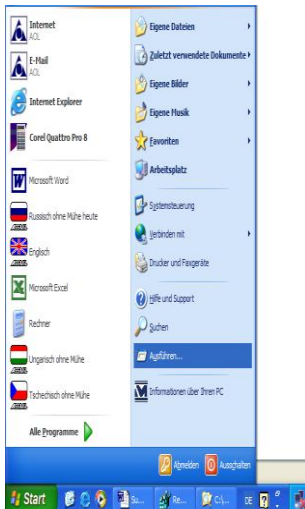 Internet
AOL
E-Mail
AOL
Internet Explorer
Corel Quattro Pro 8
Microsoft Word
Russisch ohne Mühe heute
Englisch
Microsoft Excel
Rechner
Ungarisch ohne Mühe
Tschechisch ohne Mühe
Alle Programme
Eigene Dateien
Zuletzt verwendete Dokumente
Eigene Bilder
Eigene Musik
Favoriten
Arbeitsplatz
Systemsteuerung
Verbinden mit
Drucker und Faxgeräte
Hilfe und Support
Suchen
Ausführen...
Informationen über Ihren PC
Abmelden Ausschalten
Start Su... Re... C:\... DE